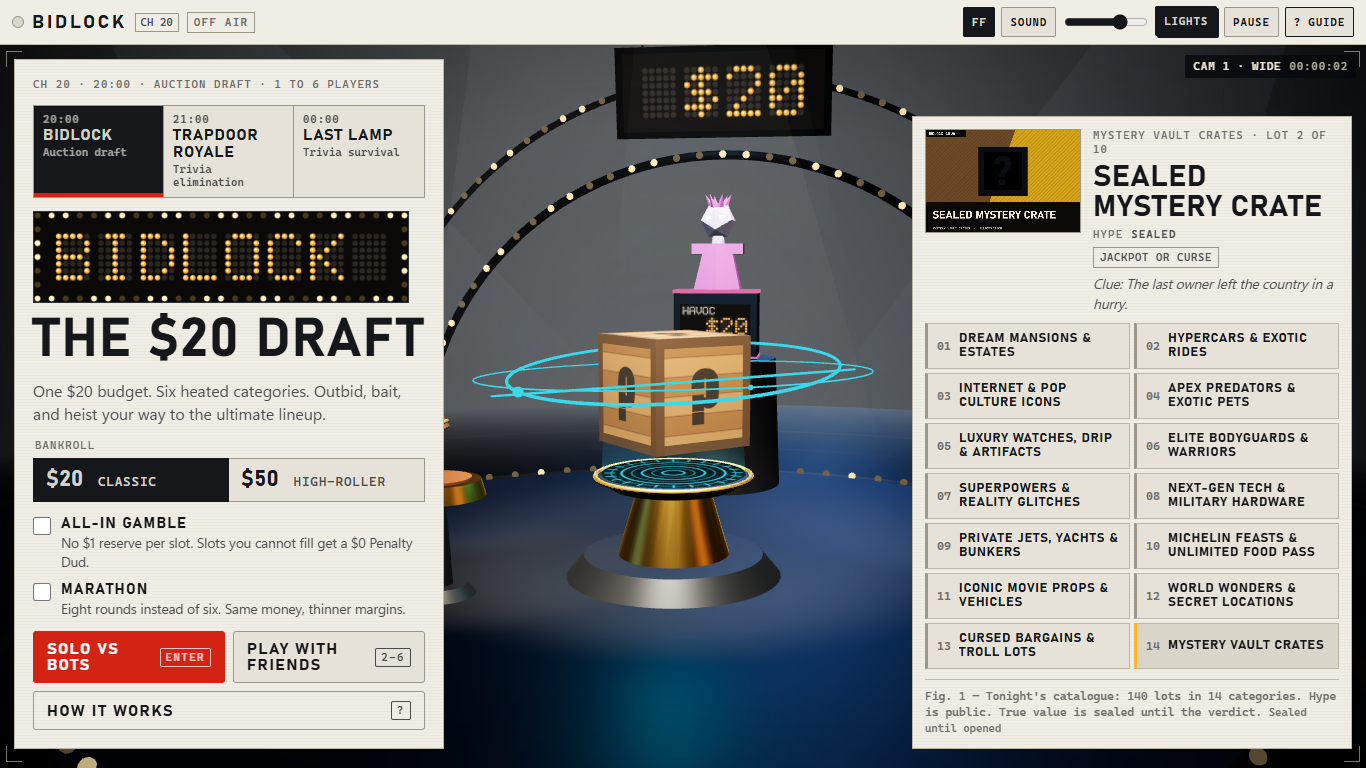 BIDLOCK CH 20 OFF AIR
FF SOUND LIGHTS PAUSE ? GUIDE
CAM 1 · WIDE 00:00:02
CH 20 · 20:00 · AUCTION DRAFT · 1 TO 6 PLAYERS
20:00
BIDLOCK
Auction draft
21:00
TRAPDOOR
ROYALE
Trivia
elimination
00:00
LAST LAMP
Trivia survival
BIDLOCK
THE $20 DRAFT
One $20 budget. Six heated categories. Outbid, bait,
and heist your way to the ultimate lineup.
BANKROLL
$20 CLASSIC
$50 HIGH-ROLLER
ALL-IN GAMBLE
No $1 reserve per slot. Slots you cannot fill get a $0 Penalty
Dud.
MARATHON
Eight rounds instead of six. Same money, thinner margins.
SOLO VS
BOTS
ENTER
PLAY WITH
FRIENDS
2-6
HOW IT WORKS ?
$20
HAVOC
$20
?
?
SEALED MYSTERY CRATE
MYSTERY VAULT CRATES · LOT 2 OF
10
SEALED
MYSTERY CRATE
HYPE SEALED
JACKPOT OR CURSE
Clue: The last owner left the country in a
hurry.
01 DREAM MANSIONS &
ESTATES
02 HYPERCARS & EXOTIC
RIDES
03 INTERNET & POP
CULTURE ICONS
04 APEX PREDATORS &
EXOTIC PETS
05 LUXURY WATCHES, DRIP
& ARTIFACTS
06 ELITE BODYGUARDS &
WARRIORS
07 SUPERPOWERS &
REALITY GLITCHES
08 NEXT-GEN TECH &
MILITARY HARDWARE
09 PRIVATE JETS, YACHTS &
BUNKERS
10 MICHELIN FEASTS &
UNLIMITED FOOD PASS
11 ICONIC MOVIE PROPS &
VEHICLES
12 WORLD WONDERS &
SECRET LOCATIONS
13 CURSED BARGAINS &
TROLL LOTS
14 MYSTERY VAULT CRATES
Fig. 1 — Tonight's catalogue: 140 lots in 14 categories. Hype
is public. True value is sealed until the verdict. Sealed
until opened